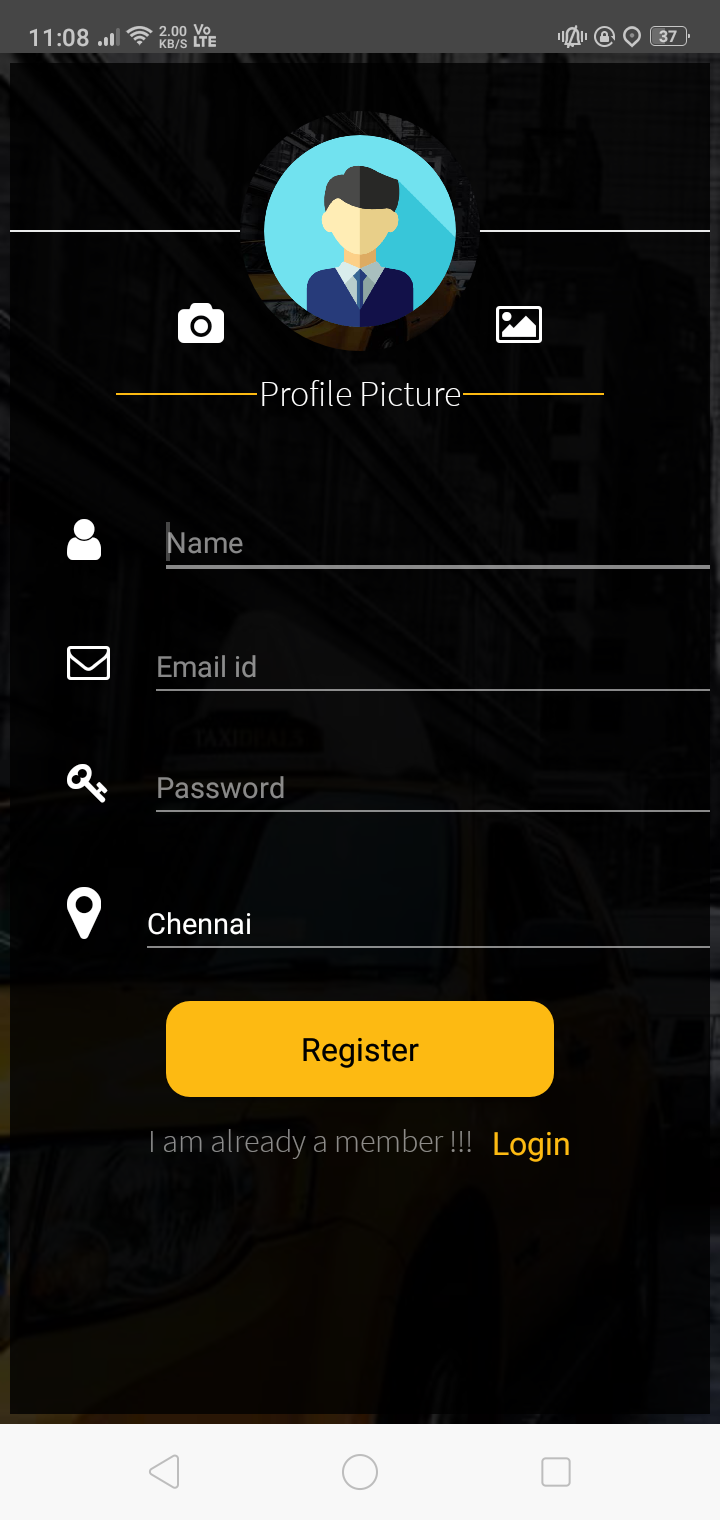 11:08 2.00 KB/S Vo LTE 37
Profile Picture
Name
Email id
TAXIDEALS
Password
Chennai
Register
I am already a member !!! Login